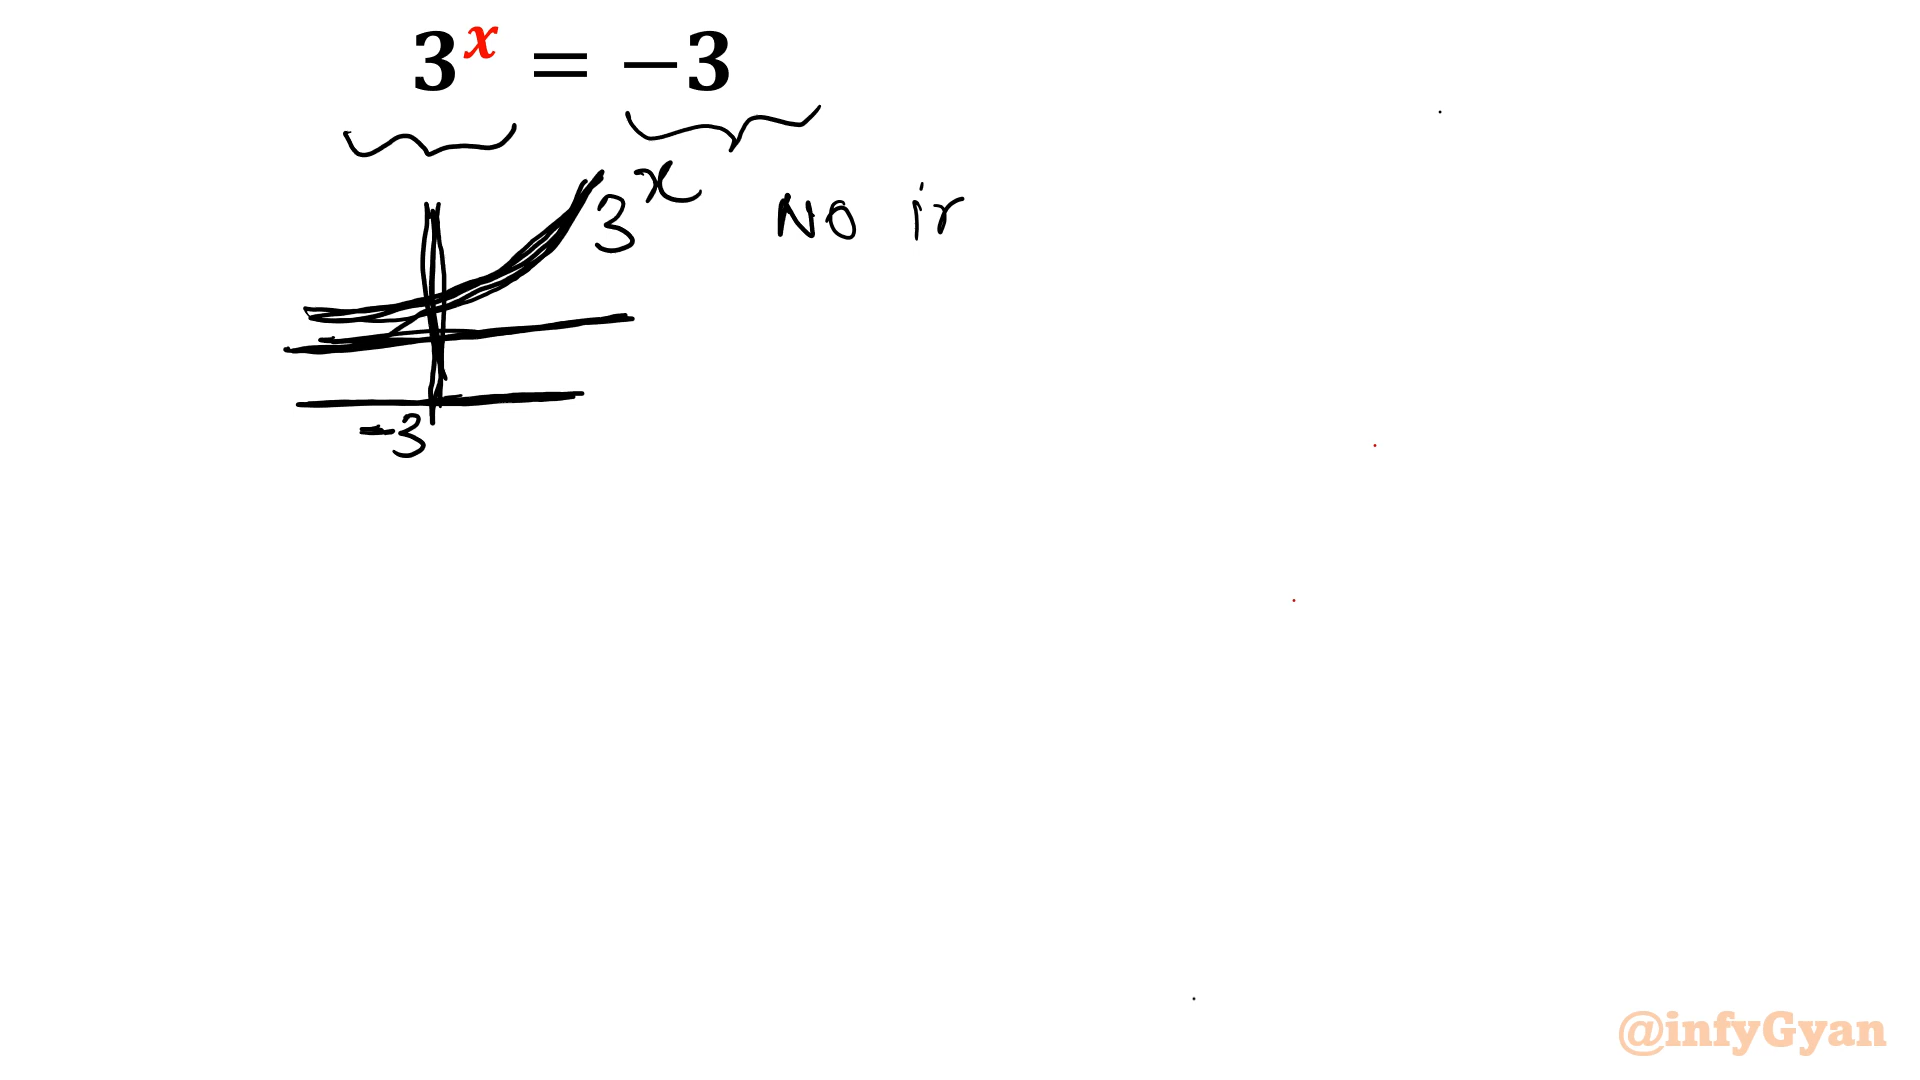 3^x = -3
3^x
No ir
-3
@infyGyan